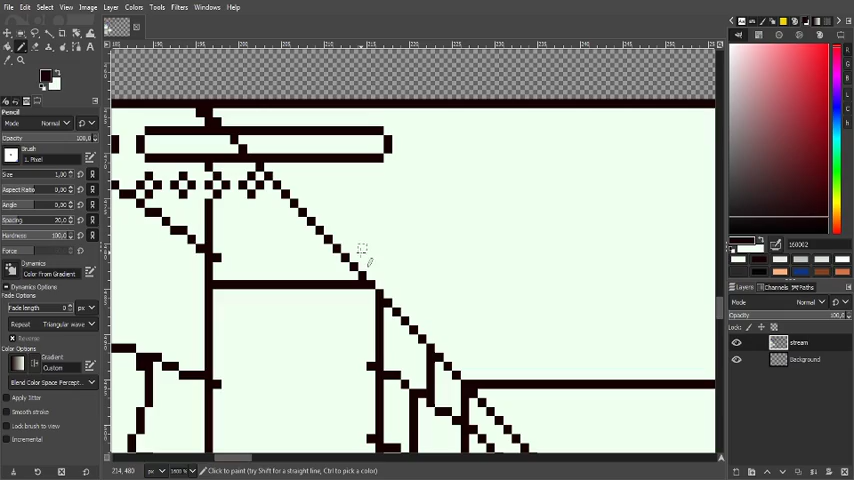 File Edit Select View Image Layer Colors Tools Filters Windows Help
Pencil
Mode Normal
Opacity 100,0
Brush
1. Pixel
Size 1,00
Aspect Ratio 0,00
Angle 0,00
Spacing 20,0
Hardness 100,0
Force
Dynamics
Color From Gradient
Dynamics Options
Fade Options
Fade length 0 px
Repeat Triangular wave
Reverse
Color Options
Gradient
Custom
Blend Color Space Percept...
Apply Jitter
Smooth stroke
Lock brush to view
Incremental
214, 480 px 1600 % Click to paint (try Shift for a straight line, Ctrl to pick a color)
R
G
B
L
C
h
160002
Layers Channels Paths
Mode Normal
Opacity 100,0
Lock:
stream
Background